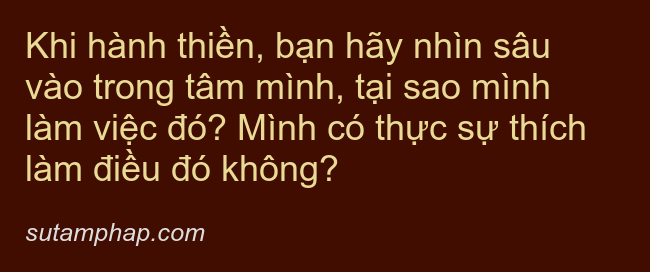 Khi hành thiền, bạn hãy nhìn sâu
vào trong tâm mình, tại sao mình
làm việc đó? Mình có thực sự thích
làm điều đó không?
sutamphap.com